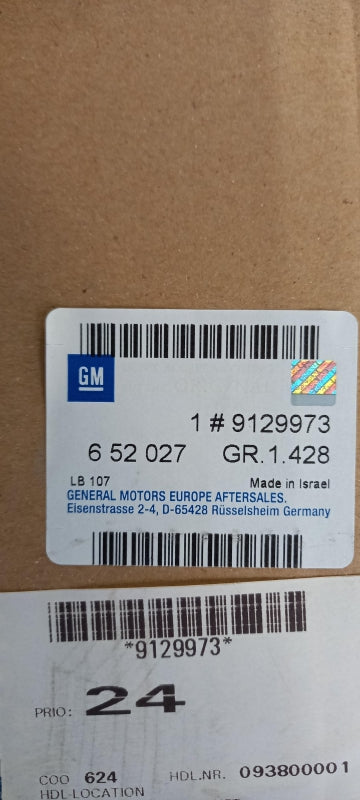 GM
1 # 9129973
6 52 027 GR.1.428
LB 107 Made in Israel
GENERAL MOTORS EUROPE AFTERSALES.
Eisenstrasse 2-4, D-65428 Rüsselsheim Germany
*9129973*
PRIO: 24
COO 624 HDL.NR. 093800001
HDL-LOCATION